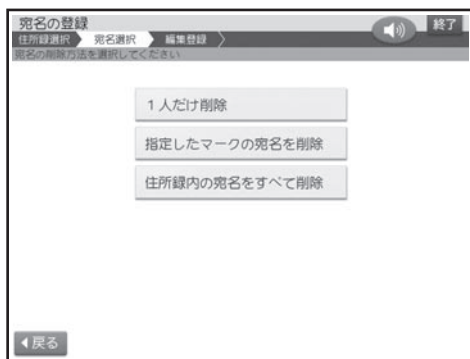 宛名の登録
終了
住所録選択 宛名選択 編集登録
宛名の削除方法を選択してください
1人だけ削除
指定したマークの宛名を削除
住所録内の宛名をすべて削除
◀戻る